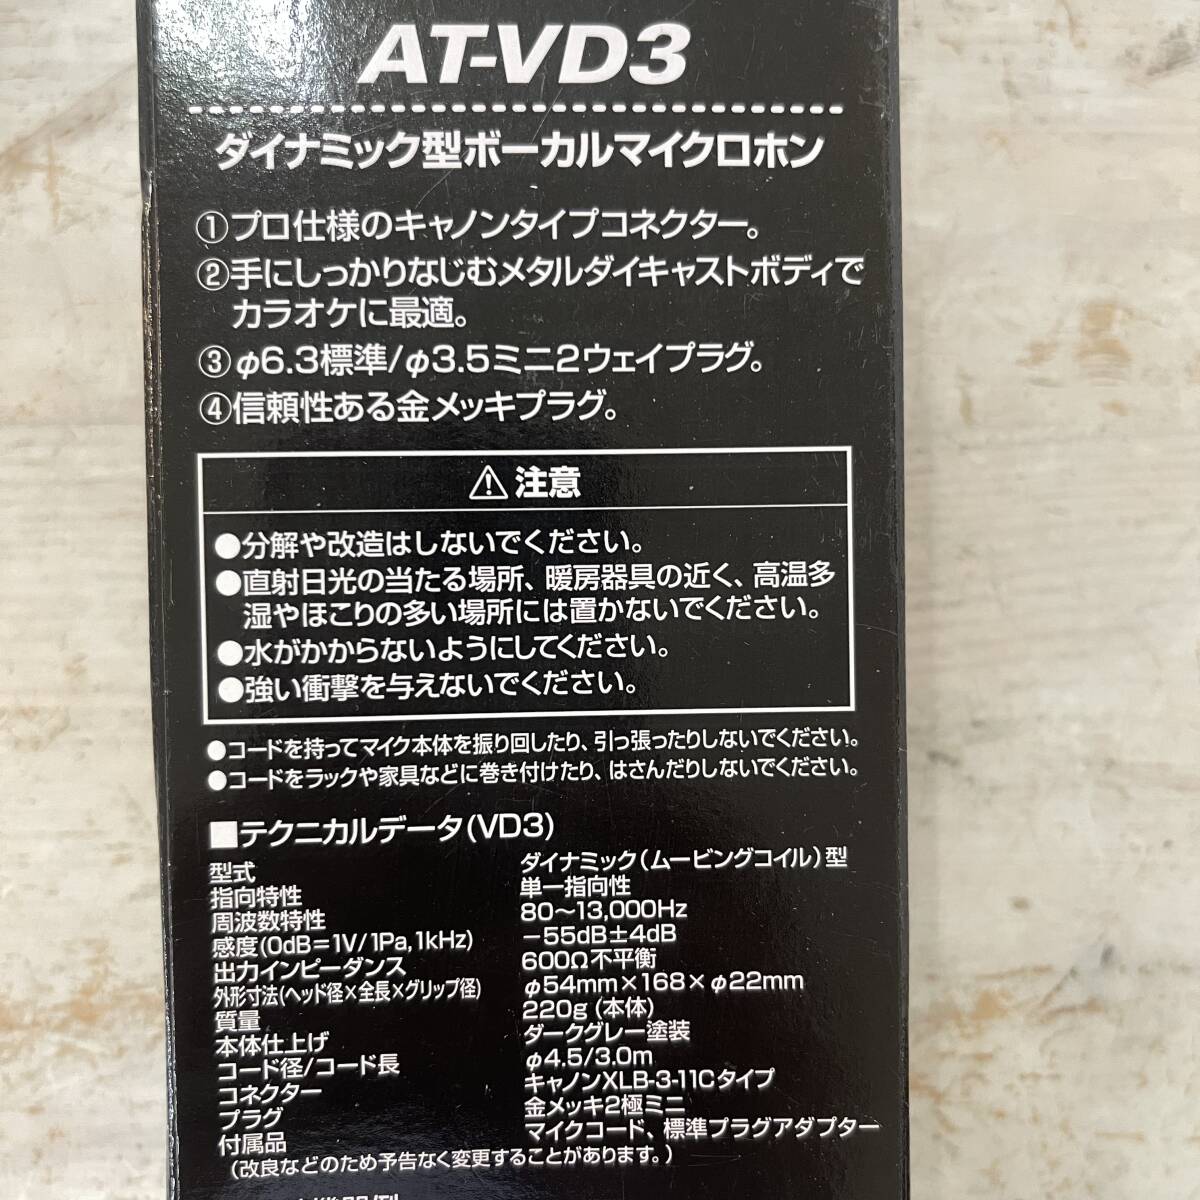 AT-VD3
ダイナミック型ボーカルマイクロホン
①プロ仕様のキャノンタイプコネクター。
②手にしっかりなじむメタルダイキャストボディで
カラオケに最適。
③φ6.3標準/φ3.5ミニ2ウェイプラグ。
④信頼性ある金メッキプラグ。
⚠注意
●分解や改造はしないでください。
●直射日光の当たる場所、暖房器具の近く、高温多
湿やほこりの多い場所には置かないでください。
●水がかからないようにしてください。
●強い衝撃を与えないでください。
●コードを持ってマイク本体を振り回したり、引っ張ったりしないでください。
●コードをラックや家具などに巻き付けたり、はさんだりしないでください。
■テクニカルデータ(VD3)
型式 ダイナミック(ムービングコイル)型
指向特性 単一指向性
周波数特性 80〜13,000Hz
感度(0dB=1V/1Pa,1kHz) −55dB±4dB
出力インピーダンス 600Ω不平衡
外形寸法(ヘッド径×全長×グリップ径) φ54mm×168×φ22mm
質量 220g(本体)
本体仕上げ ダークグレー塗装
コード径/コード長 φ4.5/3.0m
コネクター キャノンXLB-3-11Cタイプ
プラグ 金メッキ2極ミニ
付属品 マイクコード、標準プラグアダプター
(改良などのため予告なく変更することがあります。)